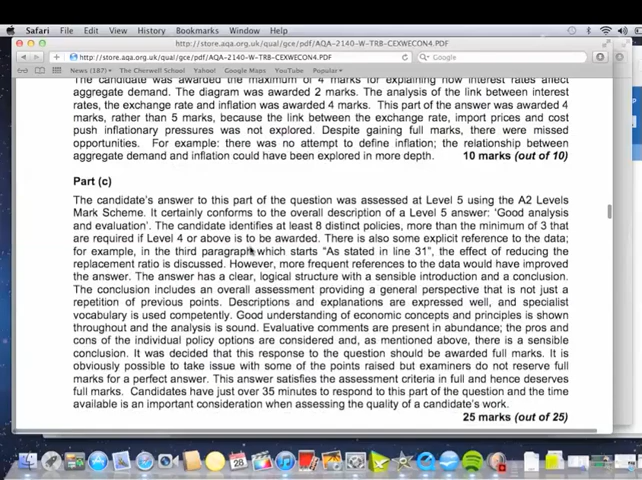 Safari File Edit View History Bookmarks Window Help
http://store.aqa.org.uk/qual/gce/pdf/AQA-2140-W-TRB-CEXWECON4.PDF
http://store.aqa.org.uk/qual/gce/pdf/AQA-2140-W-TRB-CEXWECON4.PDF
Google
News (187) The Cherwell School Yahoo! Google Maps YouTube Popular
The candidate was awarded the maximum of 4 marks for explaining how interest rates affect
aggregate demand. The diagram was awarded 2 marks. The analysis of the link between interest
rates, the exchange rate and inflation was awarded 4 marks. This part of the answer was awarded 4
marks, rather than 5 marks, because the link between the exchange rate, import prices and cost
push inflationary pressures was not explored. Despite gaining full marks, there were missed
opportunities. For example: there was no attempt to define inflation; the relationship between
aggregate demand and inflation could have been explored in more depth. 10 marks (out of 10)
Part (c)
The candidate's answer to this part of the question was assessed at Level 5 using the A2 Levels
Mark Scheme. It certainly conforms to the overall description of a Level 5 answer: 'Good analysis
and evaluation'. The candidate identifies at least 8 distinct policies, more than the minimum of 3 that
are required if Level 4 or above is to be awarded. There is also some explicit reference to the data;
for example, in the third paragraph which starts "As stated in line 31", the effect of reducing the
replacement ratio is discussed. However, more frequent references to the data would have improved
the answer. The answer has a clear, logical structure with a sensible introduction and a conclusion.
The conclusion includes an overall assessment providing a general perspective that is not just a
repetition of previous points. Descriptions and explanations are expressed well, and specialist
vocabulary is used competently. Good understanding of economic concepts and principles is shown
throughout and the analysis is sound. Evaluative comments are present in abundance; the pros and
cons of the individual policy options are considered and, as mentioned above, there is a sensible
conclusion. It was decided that this response to the question should be awarded full marks. It is
obviously possible to take issue with some of the points raised but examiners do not reserve full
marks for a perfect answer. This answer satisfies the assessment criteria in full and hence deserves
full marks. Candidates have just over 35 minutes to respond to this part of the question and the time
available is an important consideration when assessing the quality of a candidate's work.
25 marks (out of 25)
28